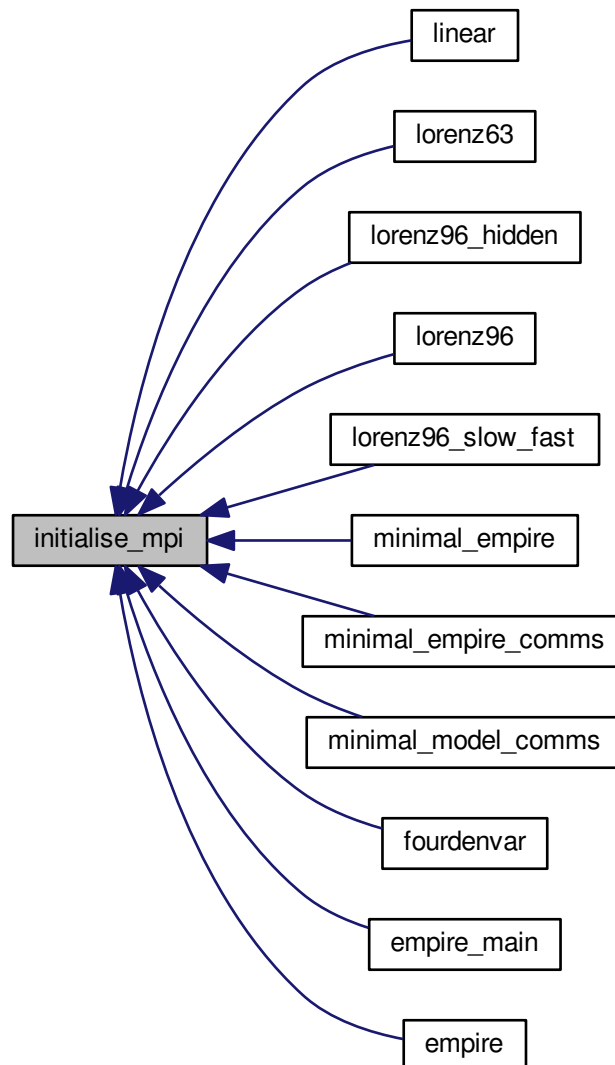 linear
lorenz63
lorenz96_hidden
lorenz96
lorenz96_slow_fast
initialise_mpi
minimal_empire
minimal_empire_comms
minimal_model_comms
fourdenvar
empire_main
empire